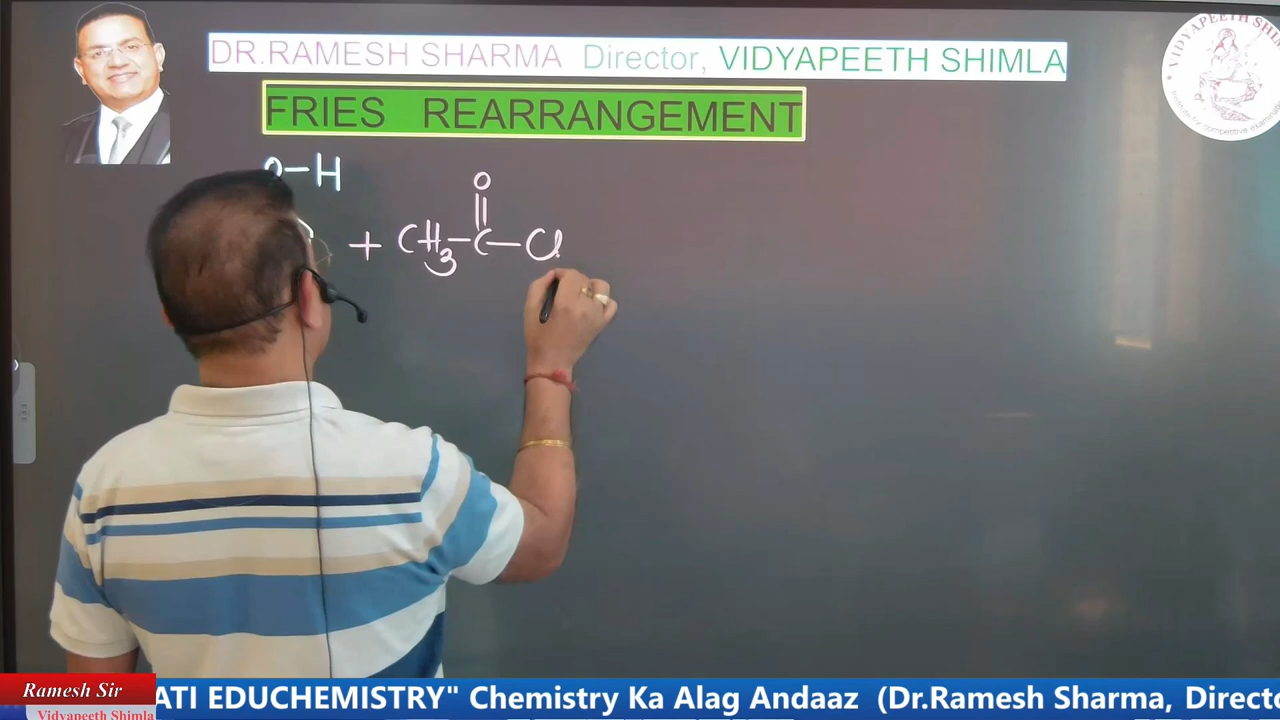 DR.RAMESH SHARMA Director, VIDYAPEETH SHIMLA
FRIES REARRANGEMENT
O-H
O
+ CH3-C-Cl
Ramesh Sir
Vidyapeeth Shimla
ATI EDUCHEMISTRY" Chemistry Ka Alag Andaaz (Dr.Ramesh Sharma, Directo